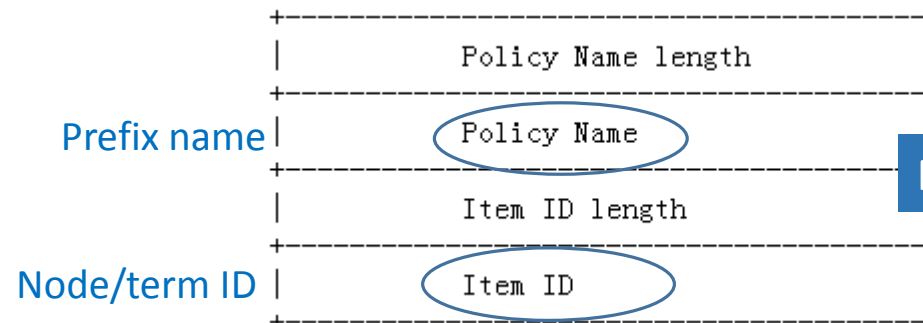 Policy Name length
Prefix name Policy Name
Item ID length
Node/term ID Item ID